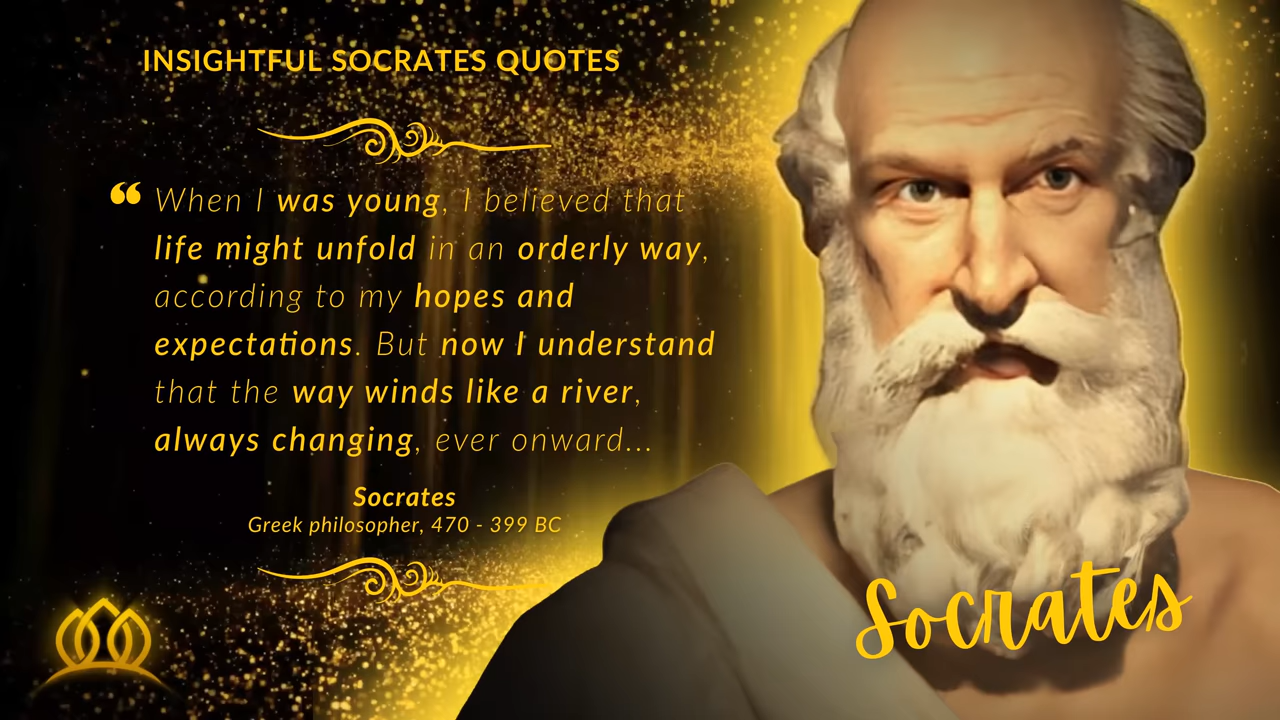 INSIGHTFUL SOCRATES QUOTES
❝ When I was young, I believed that
life might unfold in an orderly way,
according to my hopes and
expectations. But now I understand
that the way winds like a river,
always changing, ever onward...
Socrates
Greek philosopher, 470 - 399 BC
Socrates